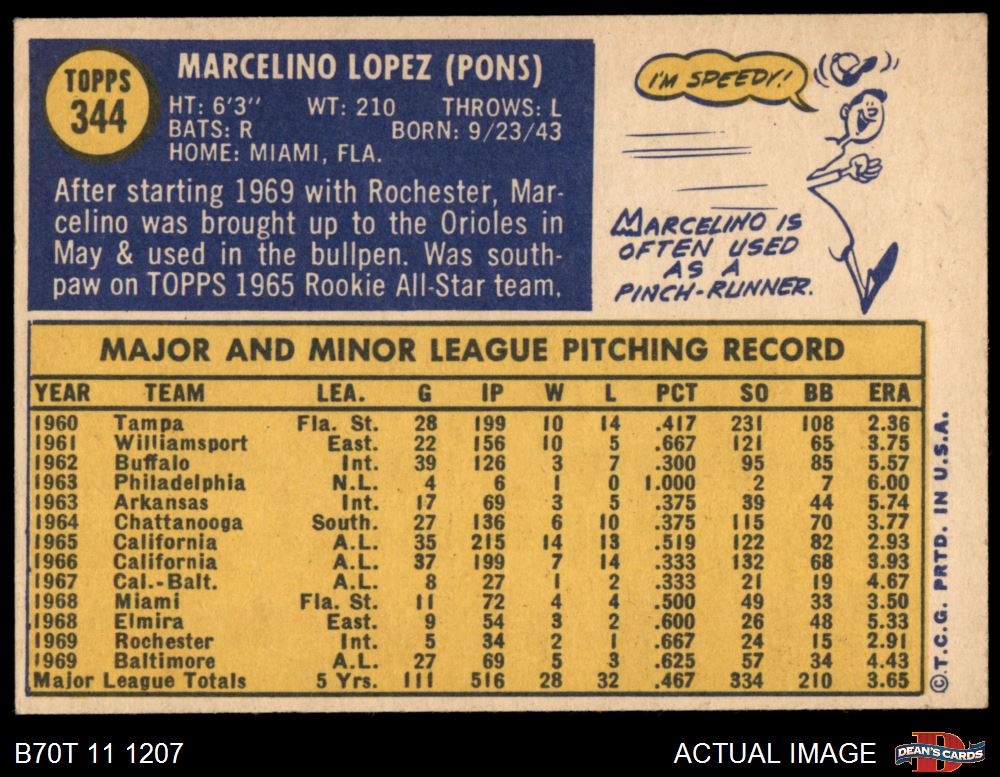 TOPPS
344
MARCELINO LOPEZ (PONS)
HT: 6'3" WT: 210 THROWS: L
BATS: R BORN: 9/23/43
HOME: MIAMI, FLA.
After starting 1969 with Rochester, Mar-
celino was brought up to the Orioles in
May & used in the bullpen. Was south-
paw on TOPPS 1965 Rookie All-Star team.
I'M SPEEDY!
MARCELINO IS
OFTEN USED
AS A
PINCH-RUNNER.
MAJOR AND MINOR LEAGUE PITCHING RECORD
YEAR TEAM LEA. G IP W L PCT SO BB ERA
1960 Tampa Fla. St. 28 199 10 14 .417 231 108 2.36
1961 Williamsport East. 22 156 10 5 .667 121 65 3.75
1962 Buffalo Int. 39 126 3 7 .300 95 85 5.57
1963 Philadelphia N.L. 4 6 1 0 1.000 2 7 6.00
1963 Arkansas Int. 17 69 3 5 .375 39 44 5.74
1964 Chattanooga South. 27 136 6 10 .375 115 70 3.77
1965 California A.L. 35 215 14 13 .519 122 82 2.93
1966 California A.L. 37 199 7 14 .333 132 68 3.93
1967 Cal.-Balt. A.L. 8 27 1 2 .333 21 19 4.67
1968 Miami Fla. St. 11 72 4 4 .500 49 33 3.50
1968 Elmira East. 9 54 3 2 .600 26 48 5.33
1969 Rochester Int. 5 34 2 1 .667 24 15 2.91
1969 Baltimore A.L. 27 69 5 3 .625 57 34 4.43
Major League Totals 5 Yrs. 111 516 28 32 .467 334 210 3.65
©T.C.G. PRTD. IN U.S.A.
B70T 11 1207
ACTUAL IMAGE
DEAN'S CARDS